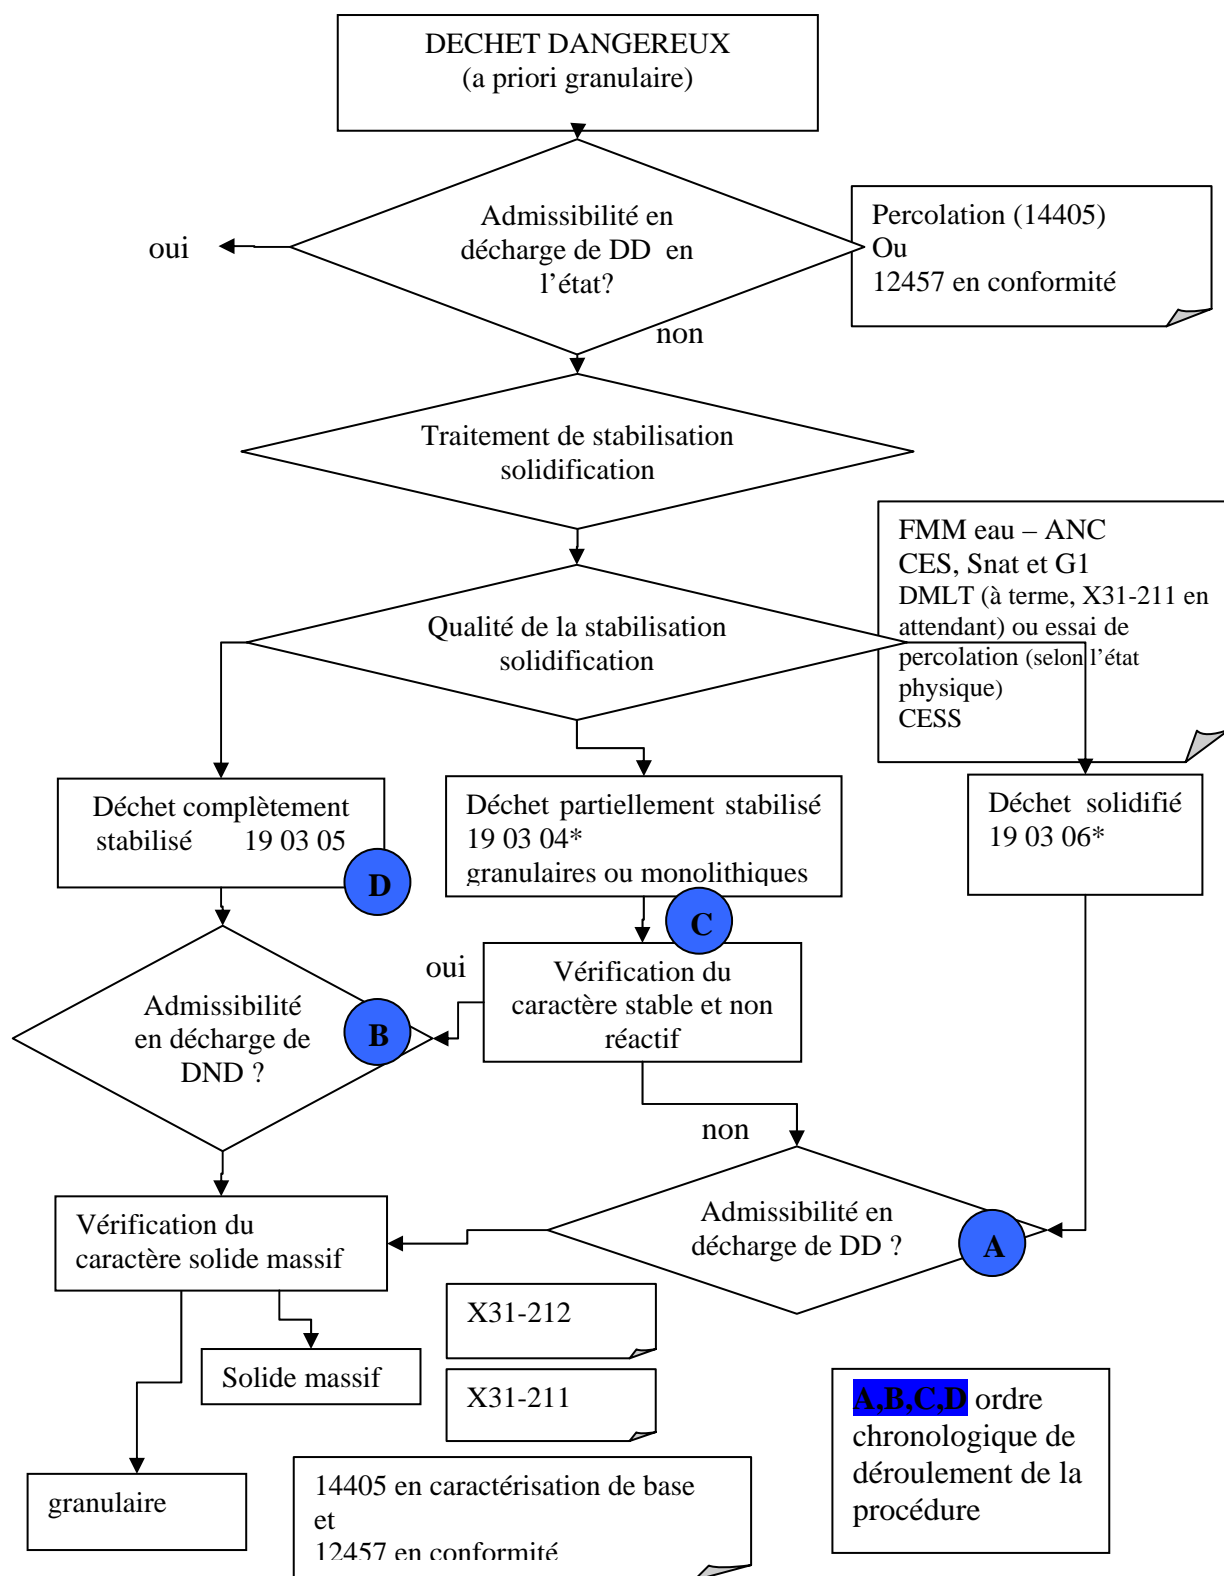 DECHET DANGEREUX
(a priori granulaire)
Admissibilité en
décharge de DD en
l’état?
oui
Percolation (14405)
Ou
12457 en conformité
non
Traitement de stabilisation
solidification
FMM eau – ANC
CES, Snat et G1
DMLT (à terme, X31-211 en
attendant) ou essai de
percolation (selon l’état
physique)
CESS
Qualité de la stabilisation
solidification
Déchet complètement
stabilisé 19 03 05
D
Déchet partiellement stabilisé
19 03 04*
granulaires ou monolithiques
C
Déchet solidifié
19 03 06*
Admissibilité
en décharge de
DND ?
B
oui
Vérification du
caractère stable et non
réactif
non
Admissibilité en
décharge de DD ?
A
Vérification du
caractère solide massif
X31-212
Solide massif
X31-211
granulaire
14405 en caractérisation de base
et
12457 en conformité
A,B,C,D ordre
chronologique de
déroulement de la
procédure